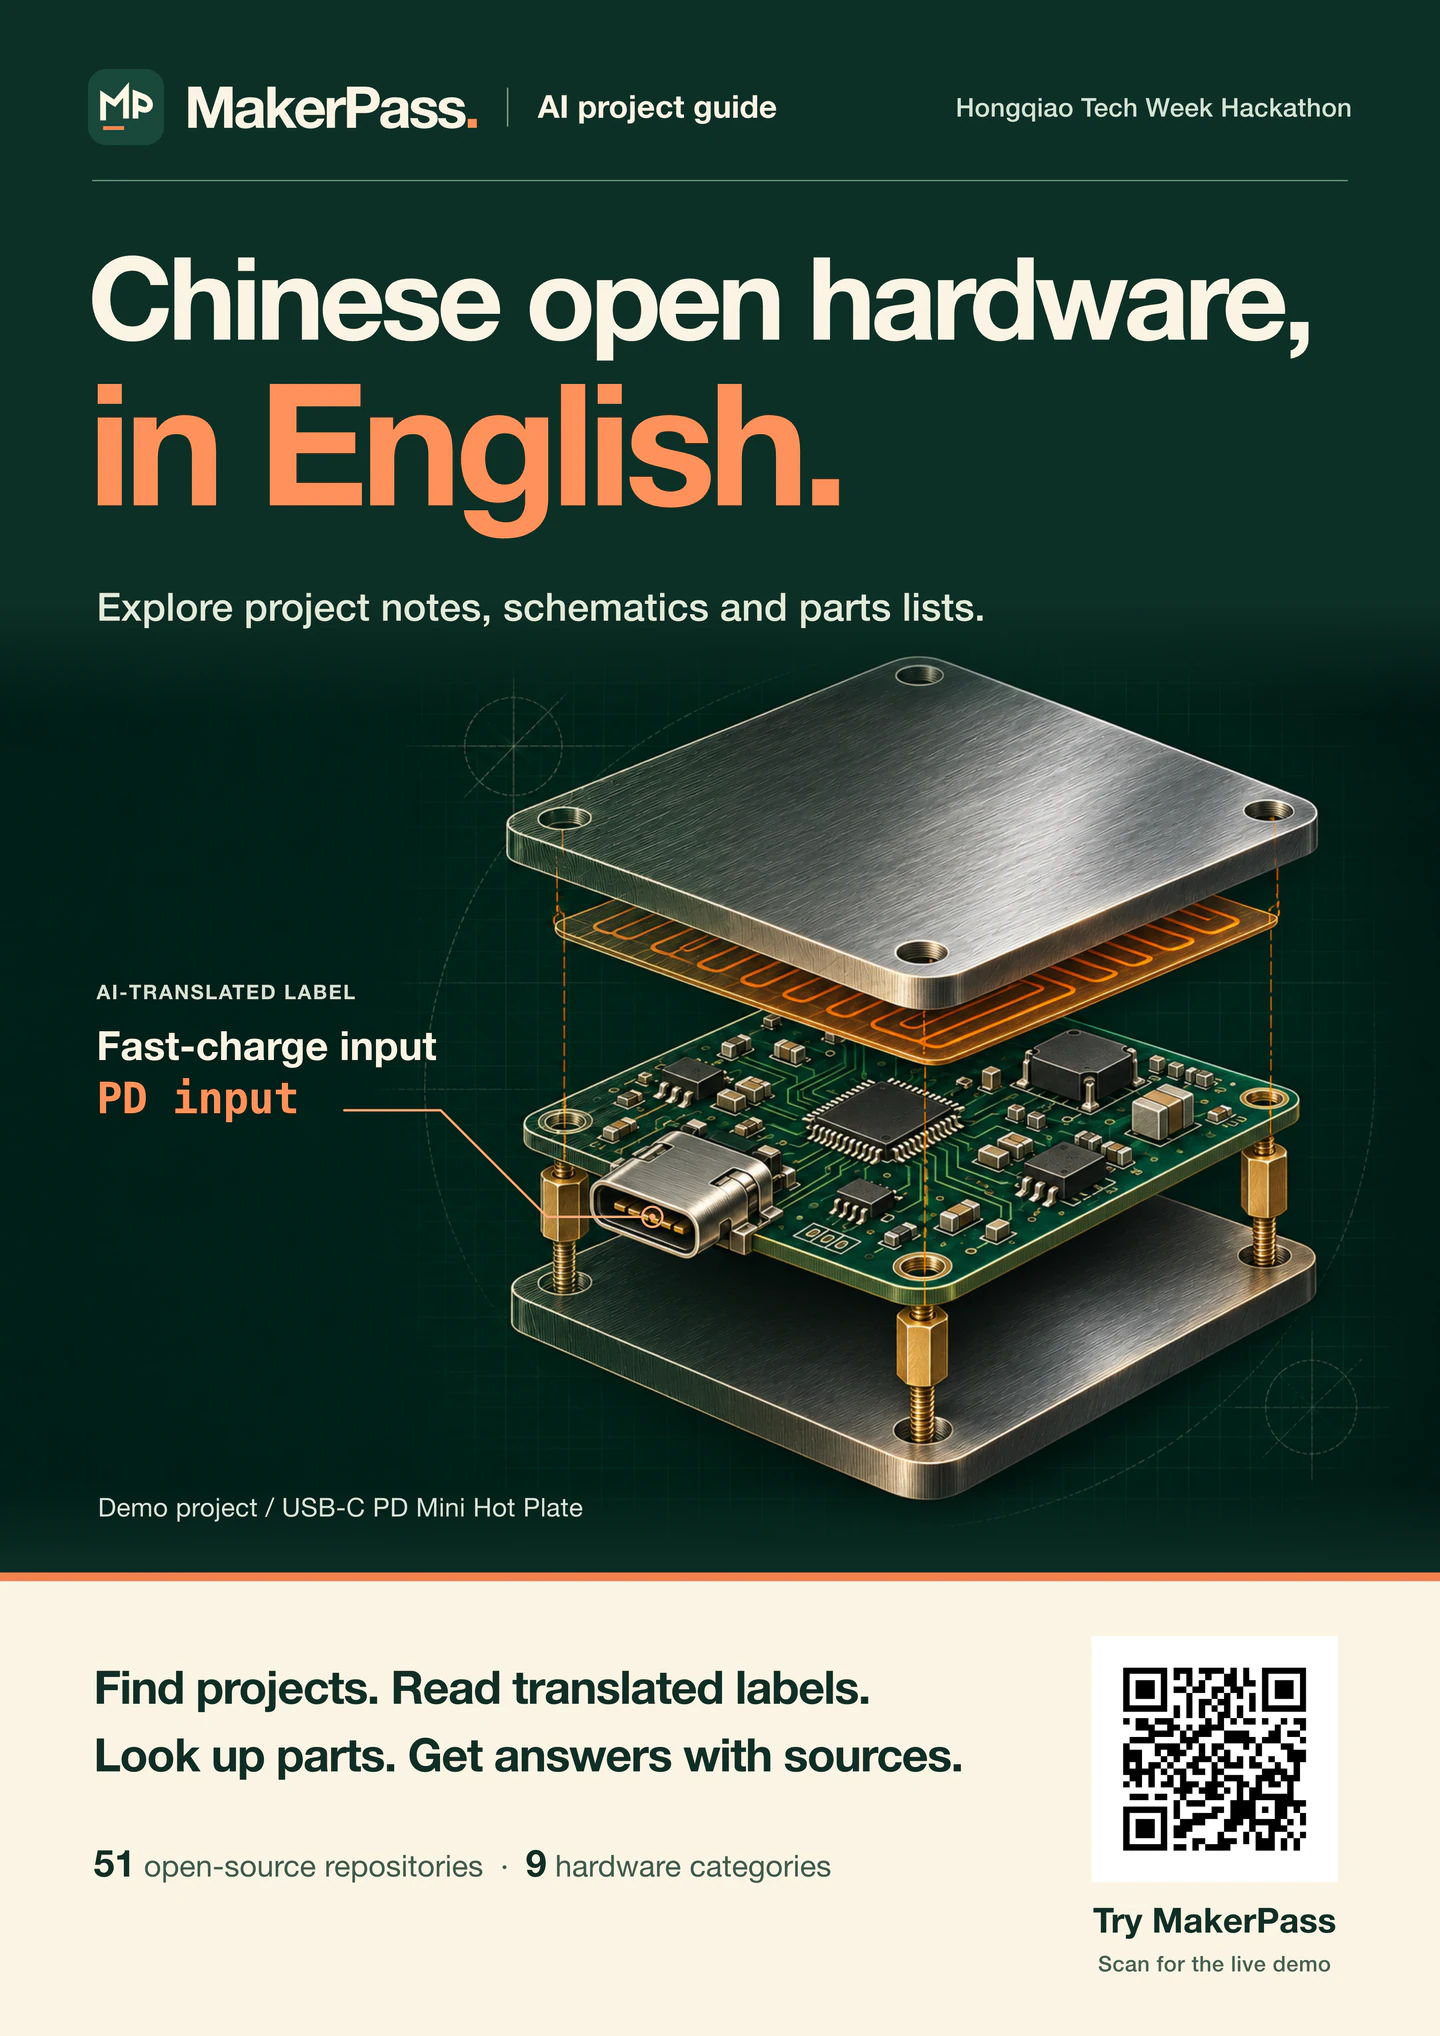 MP MakerPass. AI project guide Hongqiao Tech Week Hackathon
Chinese open hardware,
in English.
Explore project notes, schematics and parts lists.
AI-TRANSLATED LABEL
Fast-charge input
PD input
Demo project / USB-C PD Mini Hot Plate
Find projects. Read translated labels.
Look up parts. Get answers with sources.
51 open-source repositories · 9 hardware categories
Try MakerPass
Scan for the live demo